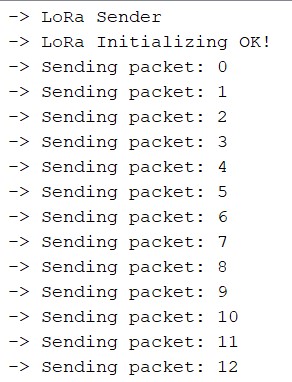 -> LoRa Sender
-> LoRa Initializing OK!
-> Sending packet: 0
-> Sending packet: 1
-> Sending packet: 2
-> Sending packet: 3
-> Sending packet: 4
-> Sending packet: 5
-> Sending packet: 6
-> Sending packet: 7
-> Sending packet: 8
-> Sending packet: 9
-> Sending packet: 10
-> Sending packet: 11
-> Sending packet: 12